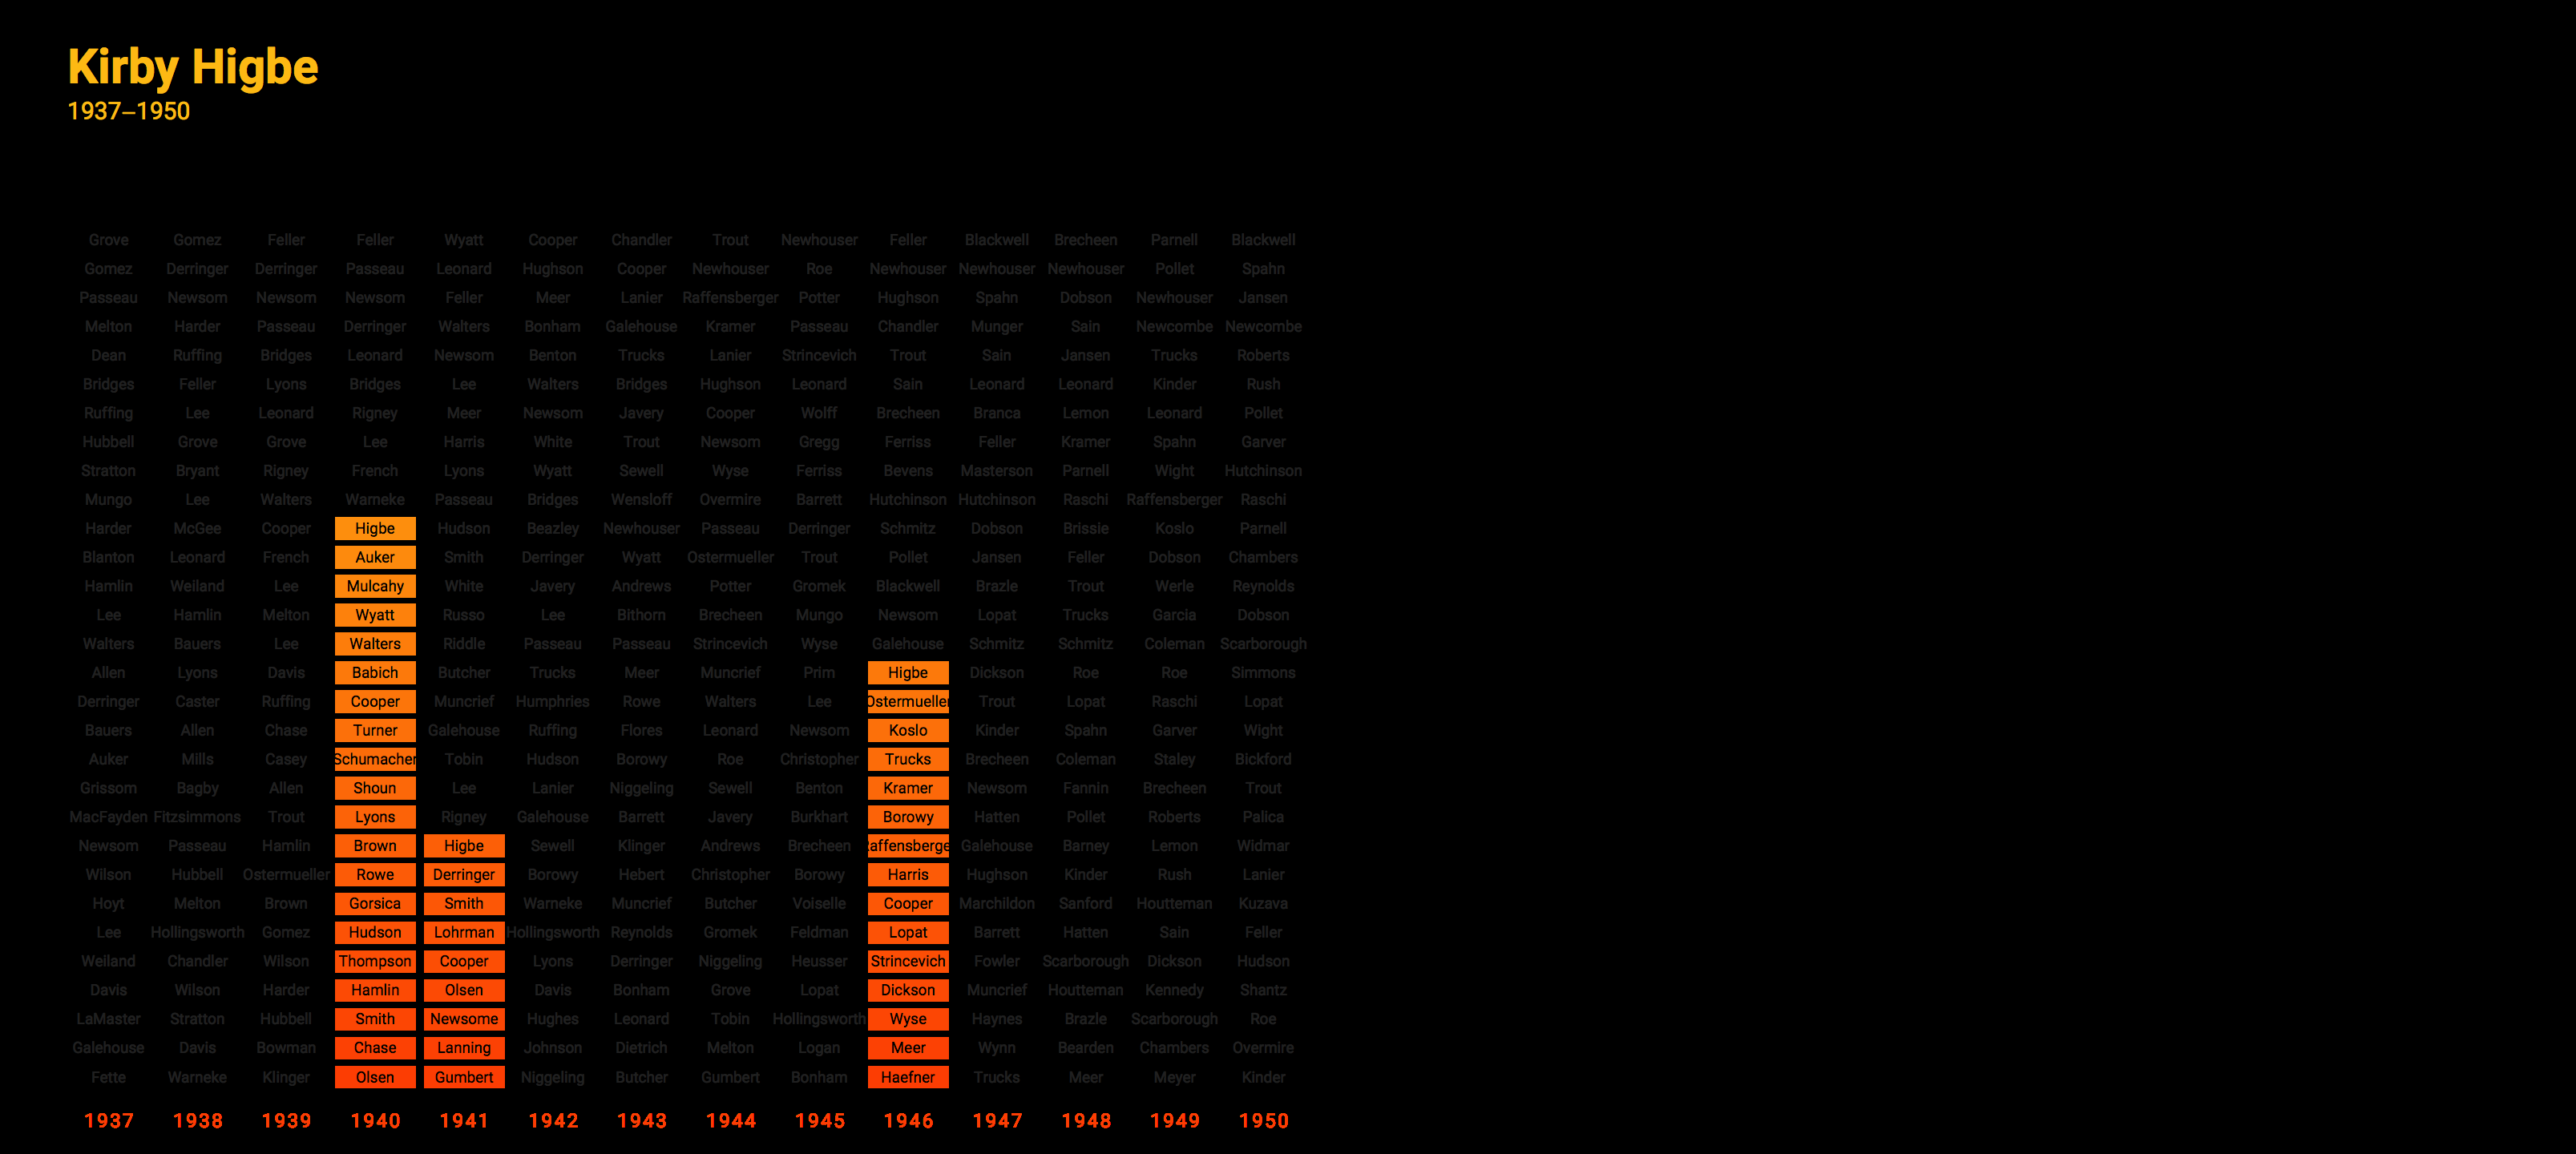 Kirby Higbe
1937–1950
Grove Gomez Feller Feller Wyatt Cooper Chandler Trout Newhouser Feller Blackwell Brecheen Parnell Blackwell
Gomez Derringer Derringer Passeau Leonard Hughson Cooper Newhouser Roe Newhouser Newhouser Newhouser Pollet Spahn
Passeau Newsom Newsom Newsom Feller Meer Lanier Raffensberger Potter Hughson Spahn Dobson Newhouser Jansen
Melton Harder Passeau Derringer Walters Bonham Galehouse Kramer Passeau Chandler Munger Sain Newcombe Newcombe
Dean Ruffing Bridges Leonard Newsom Benton Trucks Lanier Strincevich Trout Sain Jansen Trucks Roberts
Bridges Feller Lyons Bridges Lee Walters Bridges Hughson Leonard Sain Leonard Leonard Kinder Rush
Ruffing Lee Leonard Rigney Meer Newsom Javery Cooper Wolff Brecheen Branca Lemon Leonard Pollet
Hubbell Grove Grove Lee Harris White Trout Newsom Gregg Ferriss Feller Kramer Spahn Garver
Stratton Bryant Rigney French Lyons Wyatt Sewell Wyse Ferriss Bevens Masterson Parnell Wight Hutchinson
Mungo Lee Walters Warneke Passeau Bridges Wensloff Overmire Barrett Hutchinson Hutchinson Raschi Raffensberger Raschi
Harder McGee Cooper Higbe Hudson Beazley Newhouser Passeau Derringer Schmitz Dobson Brissie Koslo Parnell
Blanton Leonard French Auker Smith Derringer Wyatt Ostermueller Trout Pollet Jansen Feller Dobson Chambers
Hamlin Weiland Lee Mulcahy White Javery Andrews Potter Gromek Blackwell Brazle Trout Werle Reynolds
Lee Hamlin Melton Wyatt Russo Lee Bithorn Brecheen Mungo Newsom Lopat Trucks Garcia Dobson
Walters Bauers Lee Walters Riddle Passeau Passeau Strincevich Wyse Galehouse Schmitz Schmitz Coleman Scarborough
Allen Lyons Davis Babich Butcher Trucks Meer Muncrief Prim Higbe Dickson Roe Roe Simmons
Derringer Caster Ruffing Cooper Muncrief Humphries Rowe Walters Lee Ostermueller Trout Lopat Raschi Lopat
Bauers Allen Chase Turner Galehouse Ruffing Flores Leonard Newsom Koslo Kinder Spahn Garver Wight
Auker Mills Casey Schumacher Tobin Hudson Borowy Roe Christopher Trucks Brecheen Coleman Staley Bickford
Grissom Bagby Allen Shoun Lee Lanier Niggeling Sewell Benton Kramer Newsom Fannin Brecheen Trout
MacFayden Fitzsimmons Trout Lyons Rigney Galehouse Barrett Javery Burkhart Borowy Hatten Pollet Roberts Palica
Newsom Passeau Hamlin Brown Higbe Sewell Klinger Andrews Brecheen affensberge Galehouse Barney Lemon Widmar
Wilson Hubbell Ostermueller Rowe Derringer Borowy Hebert Christopher Borowy Harris Hughson Kinder Rush Lanier
Hoyt Melton Brown Gorsica Smith Warneke Muncrief Butcher Voiselle Cooper Marchildon Sanford Houtteman Kuzava
Lee Hollingsworth Gomez Hudson Lohrman Hollingsworth Reynolds Gromek Feldman Lopat Barrett Hatten Sain Feller
Weiland Chandler Wilson Thompson Cooper Lyons Derringer Niggeling Heusser Strincevich Fowler Scarborough Dickson Hudson
Davis Wilson Harder Hamlin Olsen Davis Bonham Grove Lopat Dickson Muncrief Houtteman Kennedy Shantz
LaMaster Stratton Hubbell Smith Newsome Hughes Leonard Tobin Hollingsworth Wyse Haynes Brazle Scarborough Roe
Galehouse Davis Bowman Chase Lanning Johnson Dietrich Melton Logan Meer Wynn Bearden Chambers Overmire
Fette Warneke Klinger Olsen Gumbert Niggeling Butcher Gumbert Bonham Haefner Trucks Meer Meyer Kinder
1937 1938 1939 1940 1941 1942 1943 1944 1945 1946 1947 1948 1949 1950